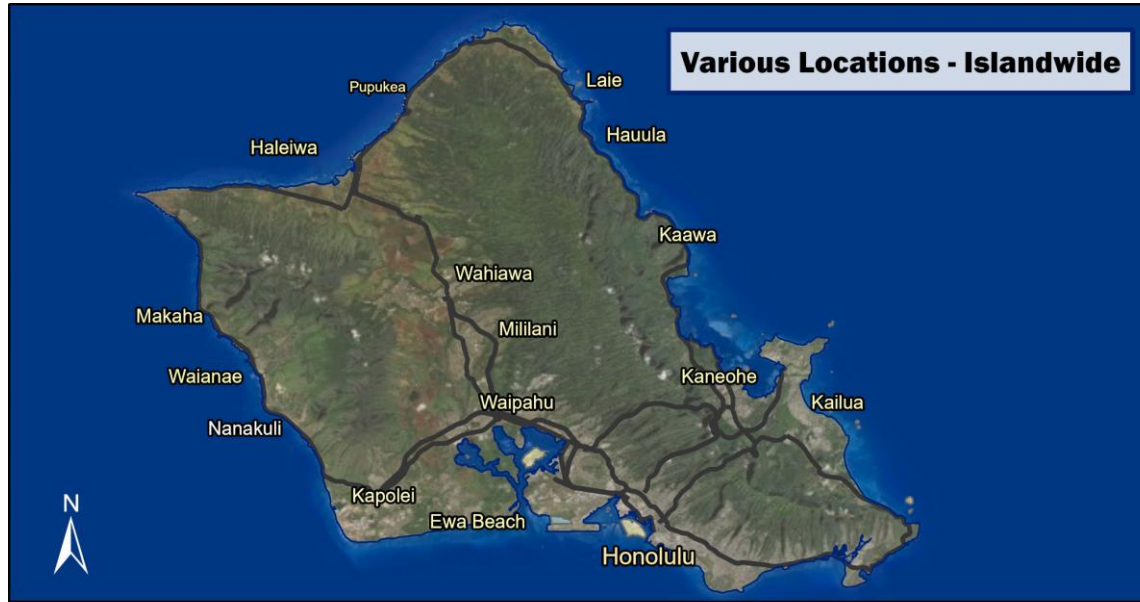 Various Locations - Islandwide
Laie
Pupukea
Hauula
Haleiwa
Kaawa
Wahiawa
Makaha
Mililani
Waianae
Kaneohe
Waipahu
Kailua
Nanakuli
Kapolei
N
Ewa Beach
Honolulu